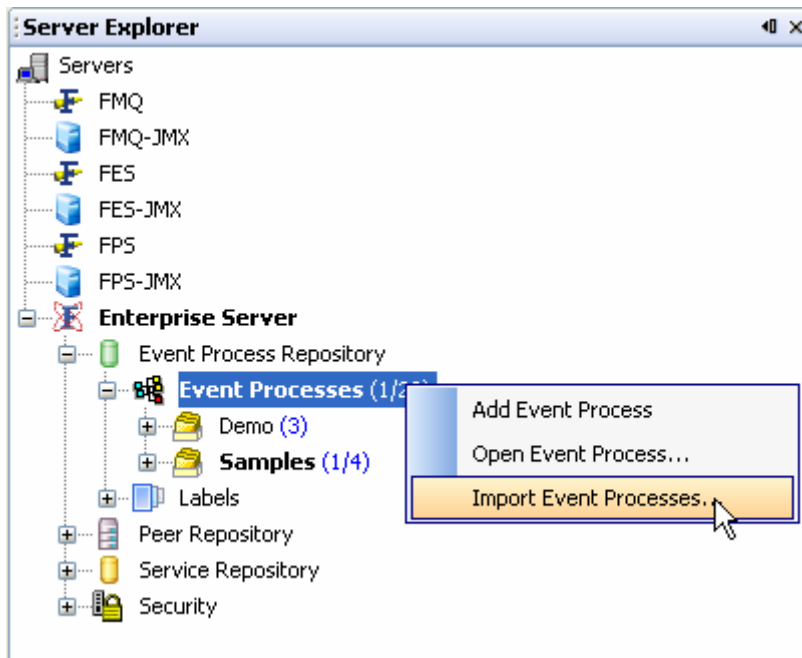 Server Explorer
Servers
FMQ
FMQ-JMX
FES
FES-JMX
FPS
FPS-JMX
Enterprise Server
Event Process Repository
Event Processes (1/2
Add Event Process
Demo (3)
Open Event Process...
Samples (1/4)
Import Event Processes...
Labels
Peer Repository
Service Repository
Security